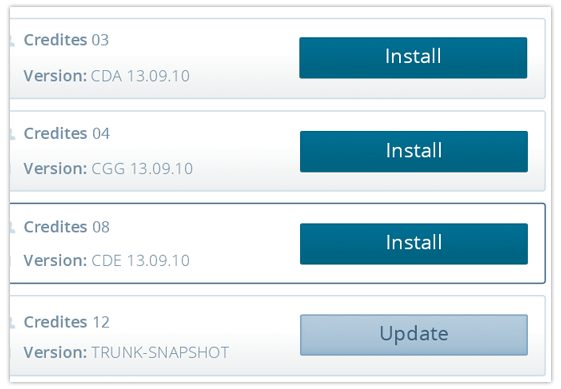 Credites 03
Install
Version: CDA 13.09.10
Credites 04
Install
Version: CGG 13.09.10
Credites 08
Install
Version: CDE 13.09.10
Credites 12
Update
Version: TRUNK-SNAPSHOT